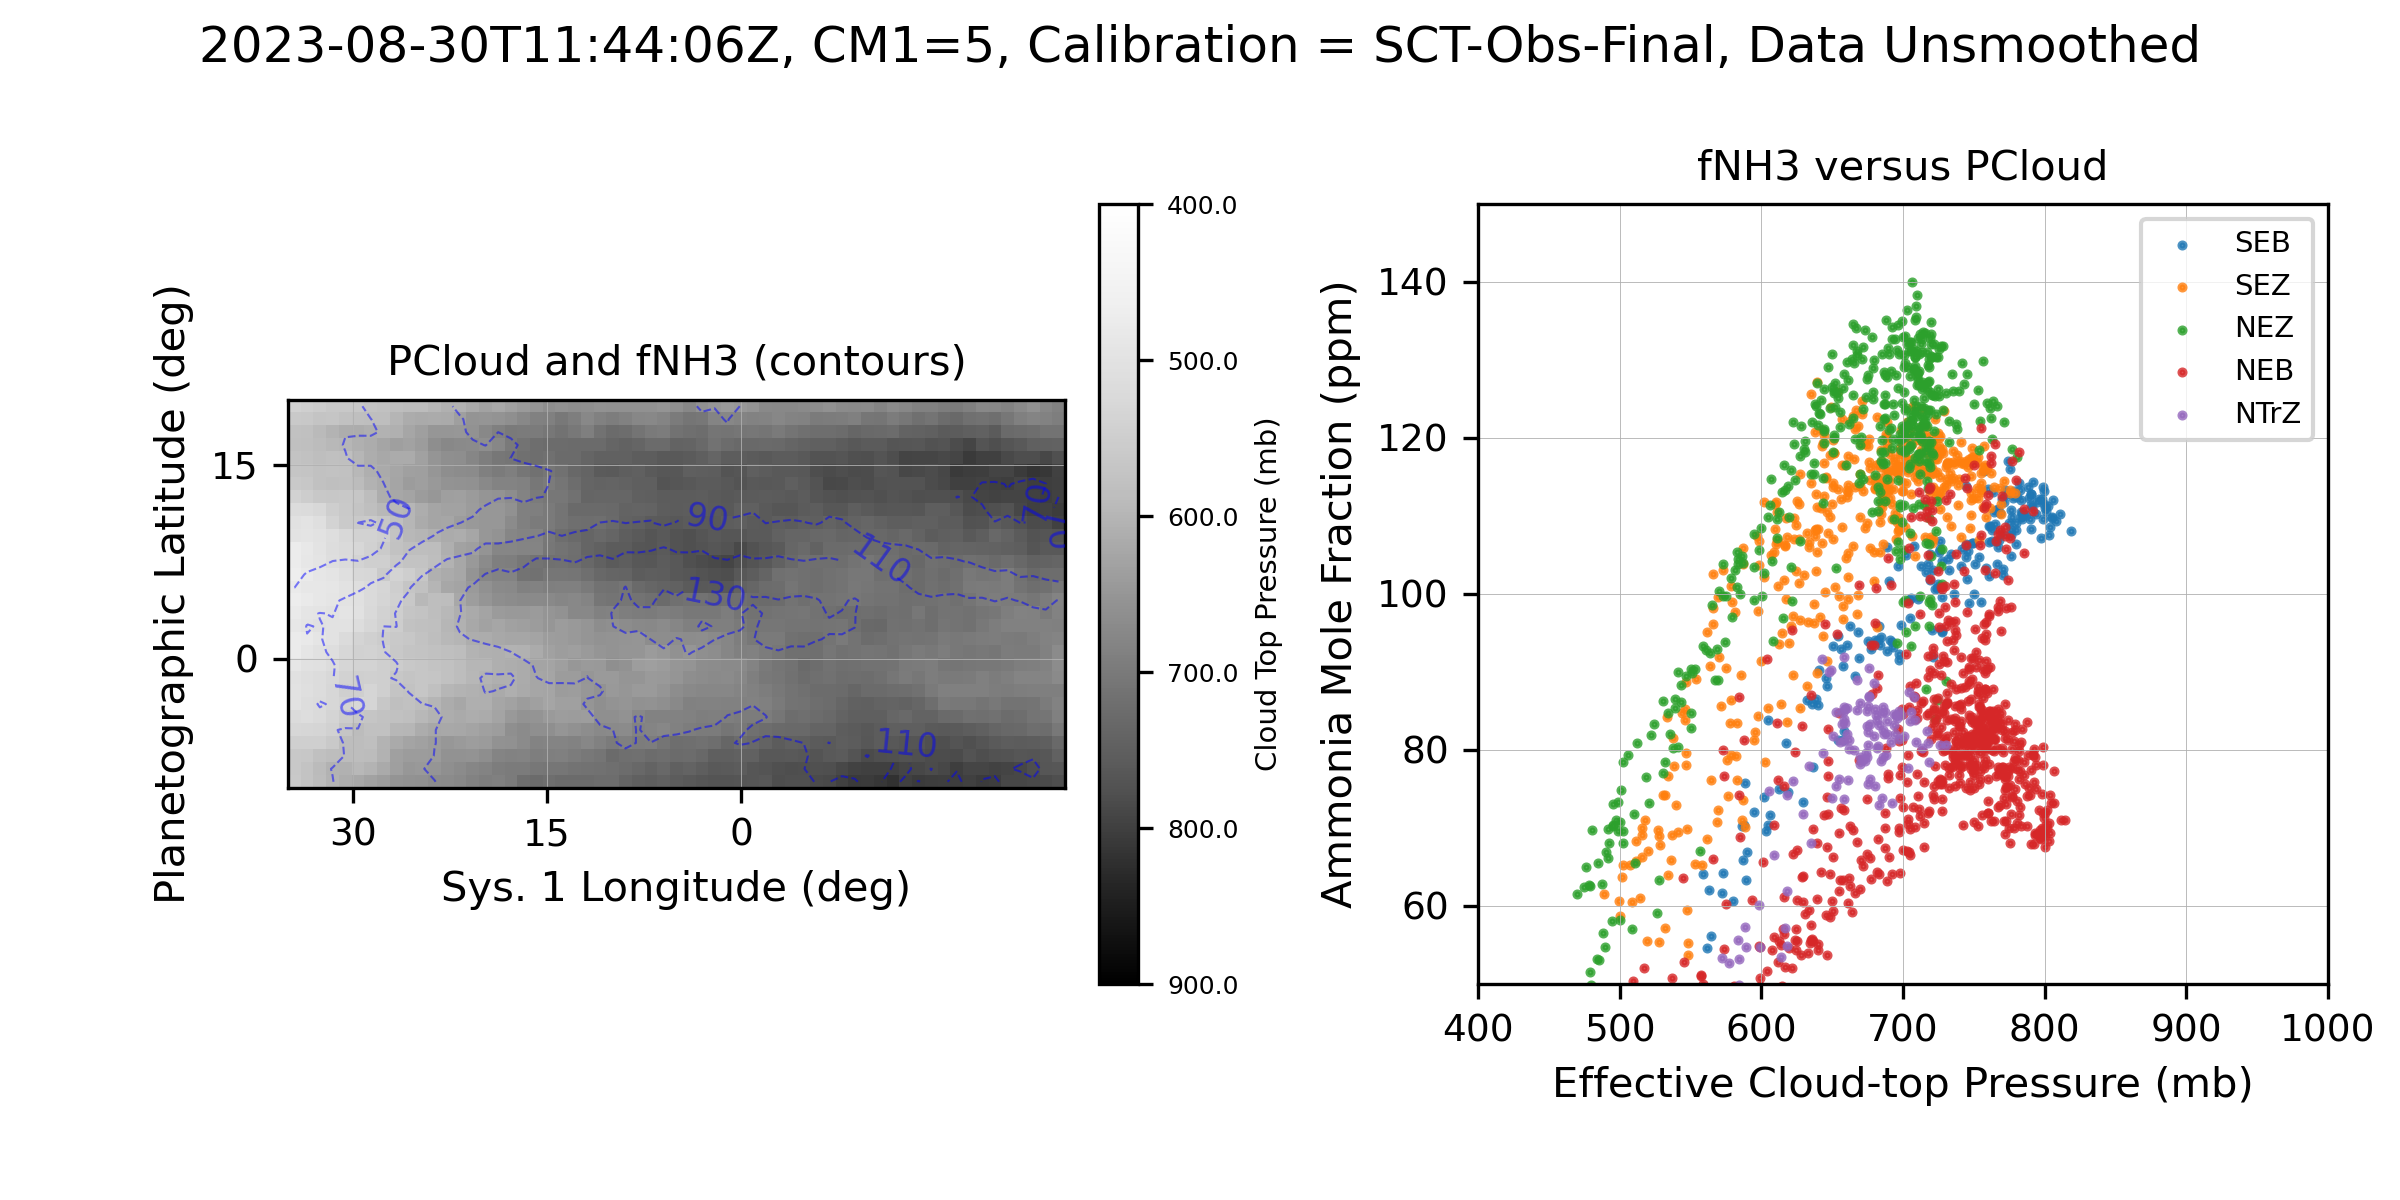 2023-08-30T11:44:06Z, CM1=5, Calibration = SCT-Obs-Final, Data Unsmoothed
PCloud and fNH3 (contours)
Planetographic Latitude (deg)
15
0
30
15
0
Sys. 1 Longitude (deg)
50
70
90
110
130
110
70
70
400.0
500.0
600.0
700.0
800.0
900.0
Cloud Top Pressure (mb)
fNH3 versus PCloud
Ammonia Mole Fraction (ppm)
140
120
100
80
60
400
500
600
700
800
900
1000
Effective Cloud-top Pressure (mb)
SEB
SEZ
NEZ
NEB
NTrZ